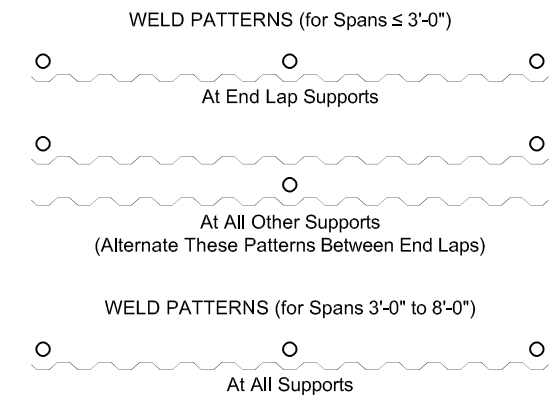 WELD PATTERNS (for Spans ≤ 3'-0")
At End Lap Supports
At All Other Supports
(Alternate These Patterns Between End Laps)
WELD PATTERNS (for Spans 3'-0" to 8'-0")
At All Supports